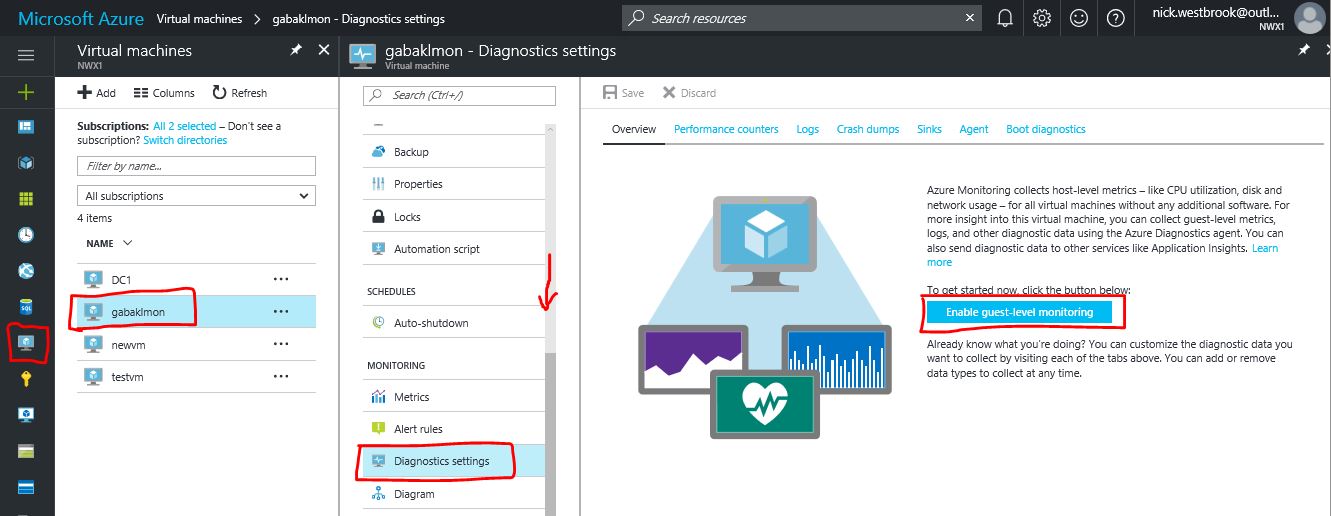 Microsoft Azure Virtual machines > gabaklmon - Diagnostics settings
Search resources
nick.westbrook@outl...
NWX1
Virtual machines
NWX1
Add Columns Refresh
Subscriptions: All 2 selected – Don't see a
subscription? Switch directories
Filter by name...
All subscriptions
4 items
NAME
DC1
gabaklmon
newvm
testvm
gabaklmon - Diagnostics settings
Virtual machine
Search (Ctrl+/)
Backup
Properties
Locks
Automation script
SCHEDULES
Auto-shutdown
MONITORING
Metrics
Alert rules
Diagnostics settings
Diagram
Save Discard
Overview Performance counters Logs Crash dumps Sinks Agent Boot diagnostics
Azure Monitoring collects host-level metrics – like CPU utilization, disk and
network usage – for all virtual machines without any additional software. For
more insight into this virtual machine, you can collect guest-level metrics,
logs, and other diagnostic data using the Azure Diagnostics agent. You can
also send diagnostic data to other services like Application Insights. Learn
more
To get started now, click the button below:
Enable guest-level monitoring
Already know what you're doing? You can customize the diagnostic data you
want to collect by visiting each of the tabs above. You can add or remove
data types to collect at any time.
SQL